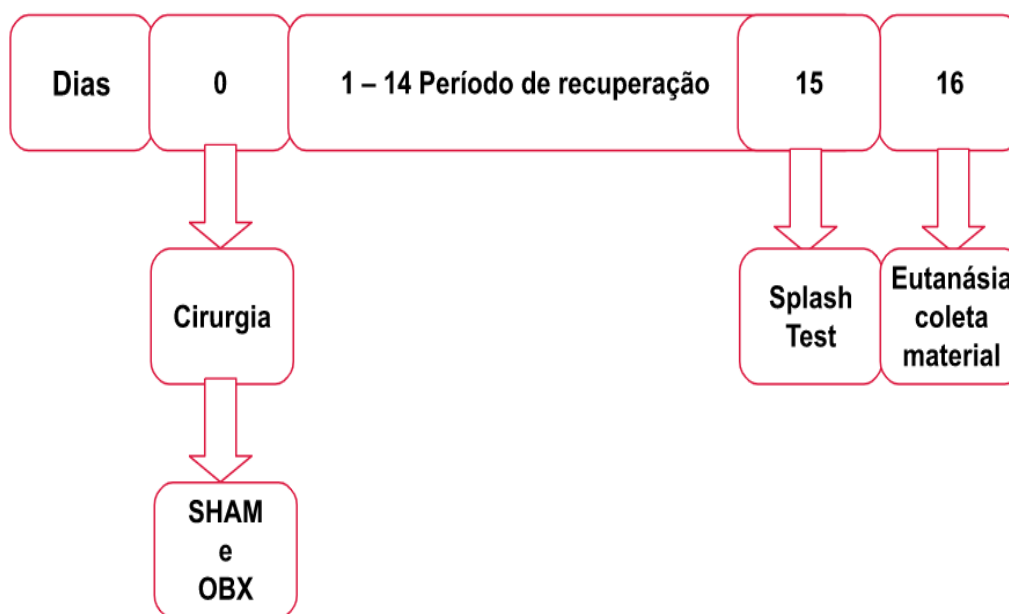 Dias
0
1 – 14 Período de recuperação
15
16
Cirurgia
Splash
Test
Eutanásia
coleta
material
SHAM
e
OBX